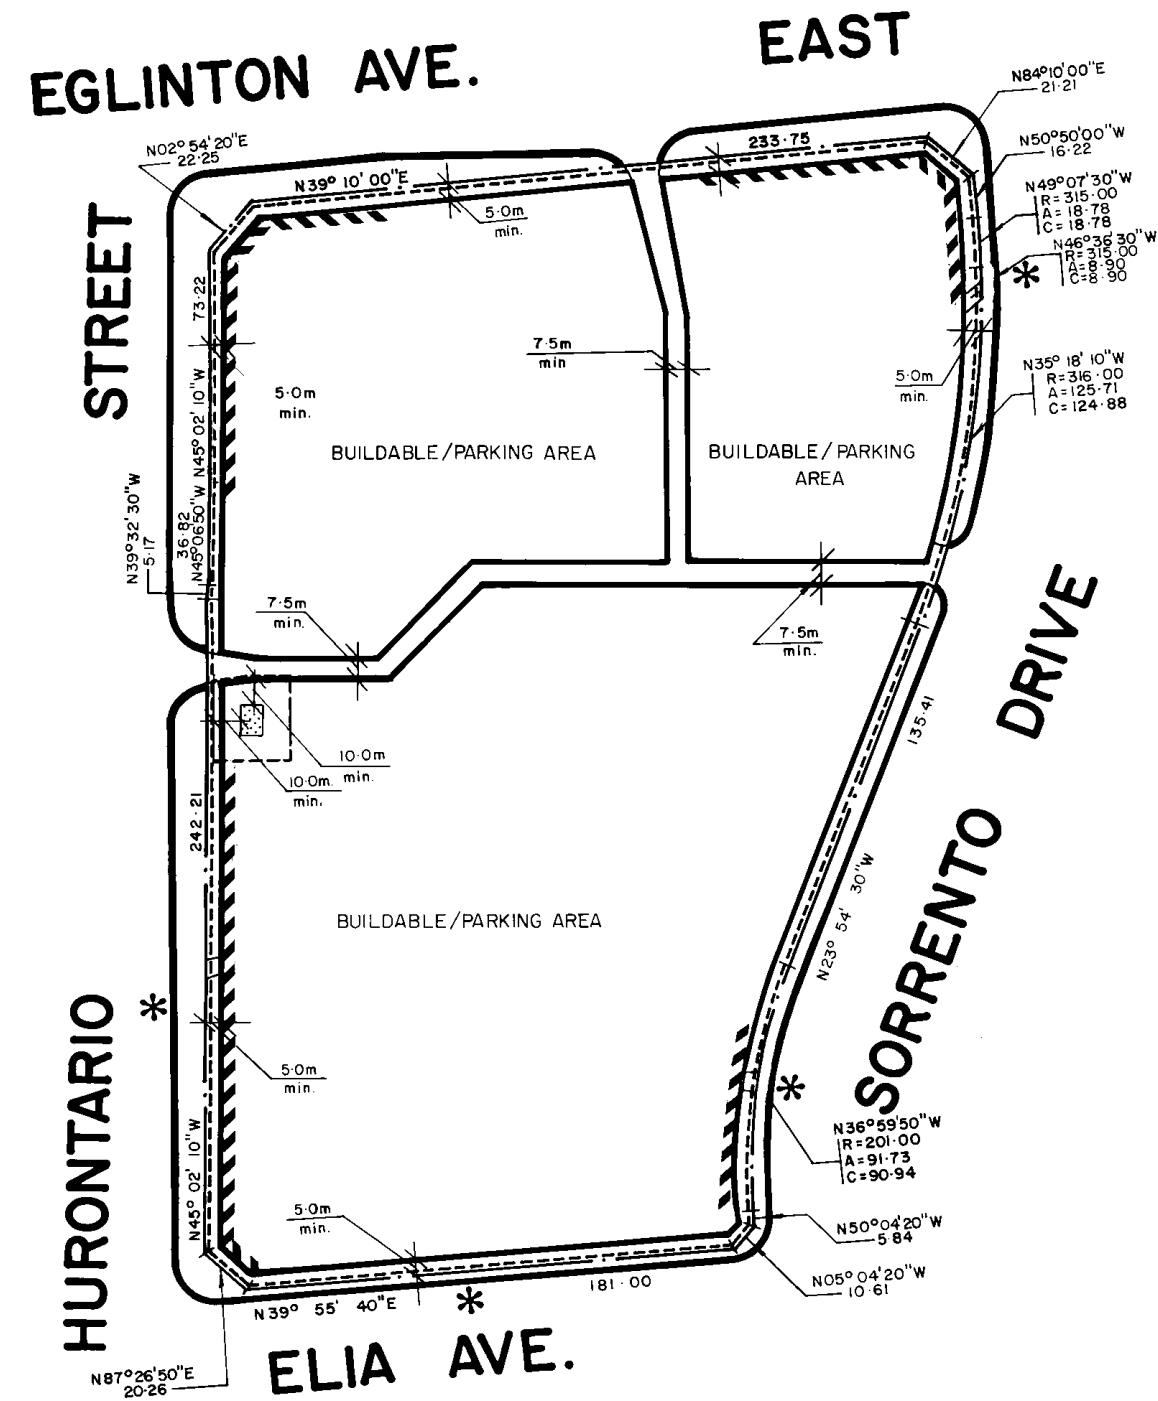 EGLINTON AVE. EAST
N84°10'00"E
21·21
N02°54'20"E
22·25
233·75
N50°50'00"W
16·22
N39°10'00"E
N49°07'30"W
R=315·00
A=18·78
C=18·78
5·0m
min.
N46°36'30"W
R=315·00
A=8·90
C=8·90
*
STREET
73·22
7·5m
min
N35°18'10"W
R=316·00
A=125·71
C=124·88
5·0m
min.
5·0m
min.
N45°02'10"W
BUILDABLE/PARKING AREA
BUILDABLE/PARKING
AREA
N39°32'30"W
5·17
36·82
N45°06'50"W
7·5m
min.
7·5m
min.
DRIVE
135·41
10·0m
min.
10·0m.
min.
242·21
SORRENTO
BUILDABLE/PARKING AREA
N23°54'30"W
HURONTARIO
*
5·0m
min.
*
N36°59'50"W
R=201·00
A=91·73
C=90·94
N45°02'10"W
5·0m
min.
N50°04'20"W
5·84
N05°04'20"W
10·61
181·00
N39°55'40"E
*
ELIA AVE.
N87°26'50"E
20·26